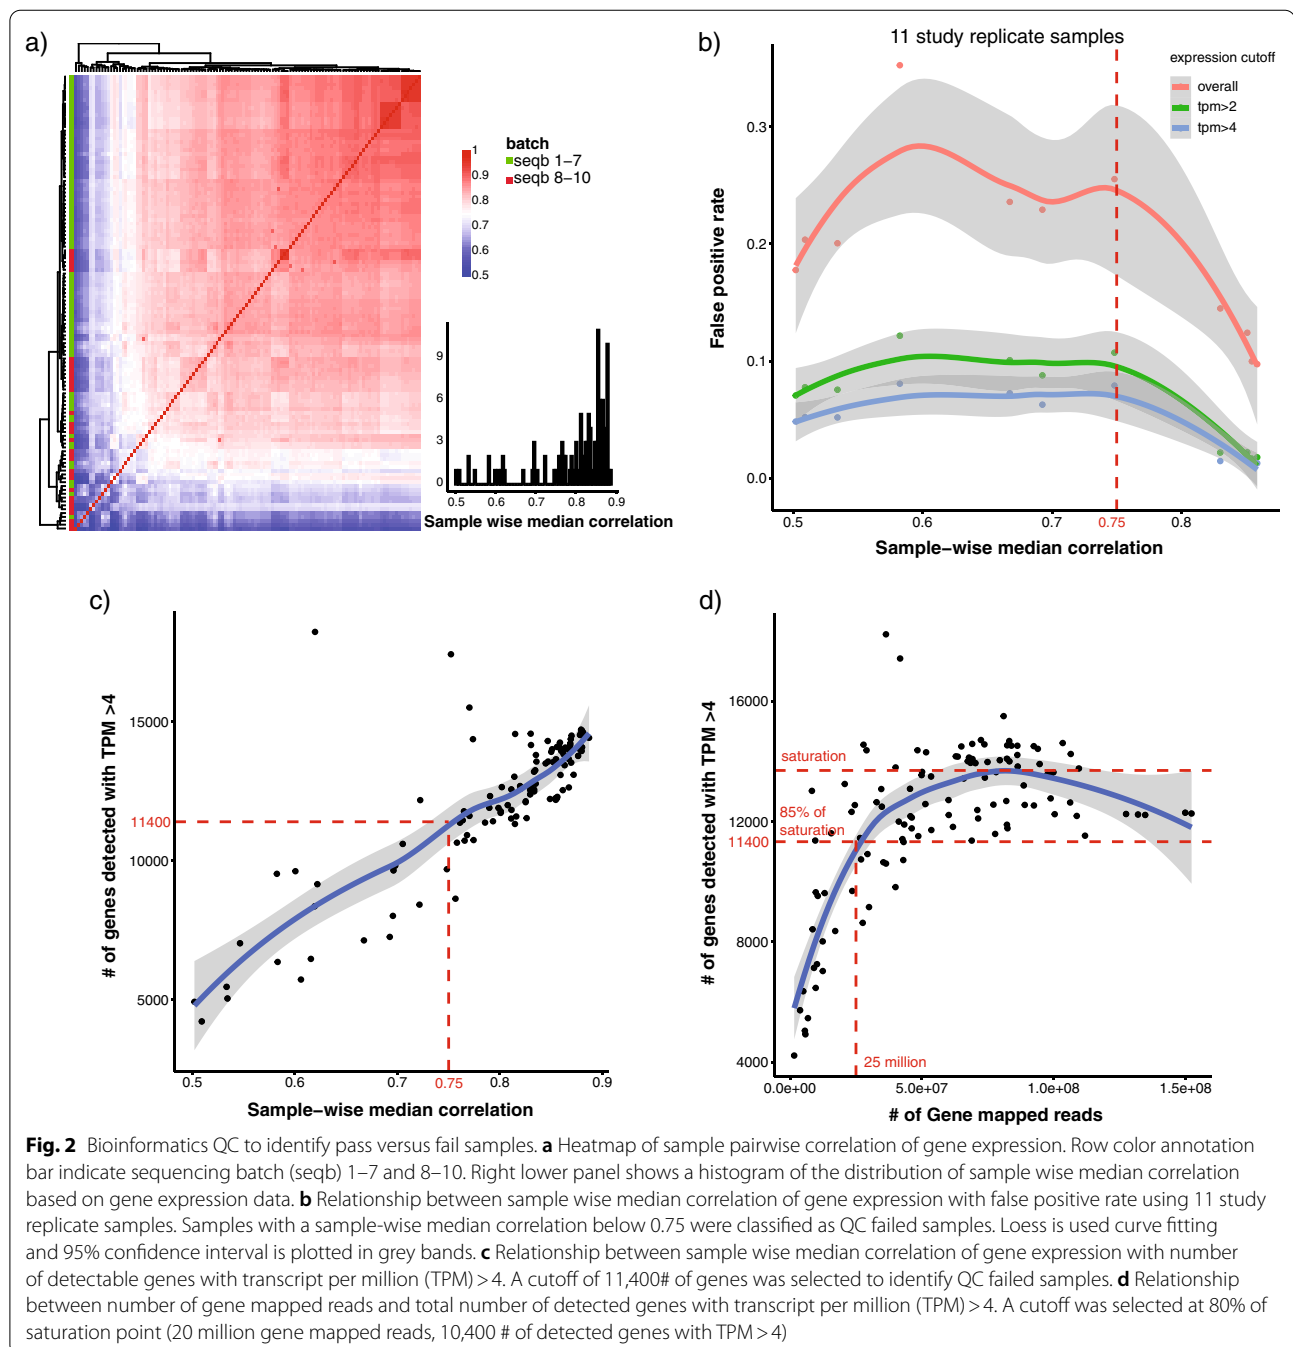 a)
batch
seqb 1–7
seqb 8–10
1
0.9
0.8
0.7
0.6
0.5
9
6
3
0
0.5
0.6
0.7
0.8
0.9
Sample wise median correlation
b)
11 study replicate samples
expression cutoff
overall
tpm>2
tpm>4
False positive rate
0.3
0.2
0.1
0.0
0.5
0.6
0.7
0.75
0.8
Sample–wise median correlation
c)
# of genes detected with TPM >4
15000
11400
10000
5000
0.5
0.6
0.7
0.75
0.8
0.9
Sample–wise median correlation
d)
# of genes detected with TPM >4
16000
saturation
85% of
saturation
12000
11400
8000
4000
25 million
0.0e+00
5.0e+07
1.0e+08
1.5e+08
# of Gene mapped reads
Fig. 2 Bioinformatics QC to identify pass versus fail samples. a Heatmap of sample pairwise correlation of gene expression. Row color annotation
bar indicate sequencing batch (seqb) 1–7 and 8–10. Right lower panel shows a histogram of the distribution of sample wise median correlation
based on gene expression data. b Relationship between sample wise median correlation of gene expression with false positive rate using 11 study
replicate samples. Samples with a sample-wise median correlation below 0.75 were classified as QC failed samples. Loess is used curve fitting
and 95% confidence interval is plotted in grey bands. c Relationship between sample wise median correlation of gene expression with number
of detectable genes with transcript per million (TPM) > 4. A cutoff of 11,400# of genes was selected to identify QC failed samples. d Relationship
between number of gene mapped reads and total number of detected genes with transcript per million (TPM) > 4. A cutoff was selected at 80% of
saturation point (20 million gene mapped reads, 10,400 # of detected genes with TPM > 4)